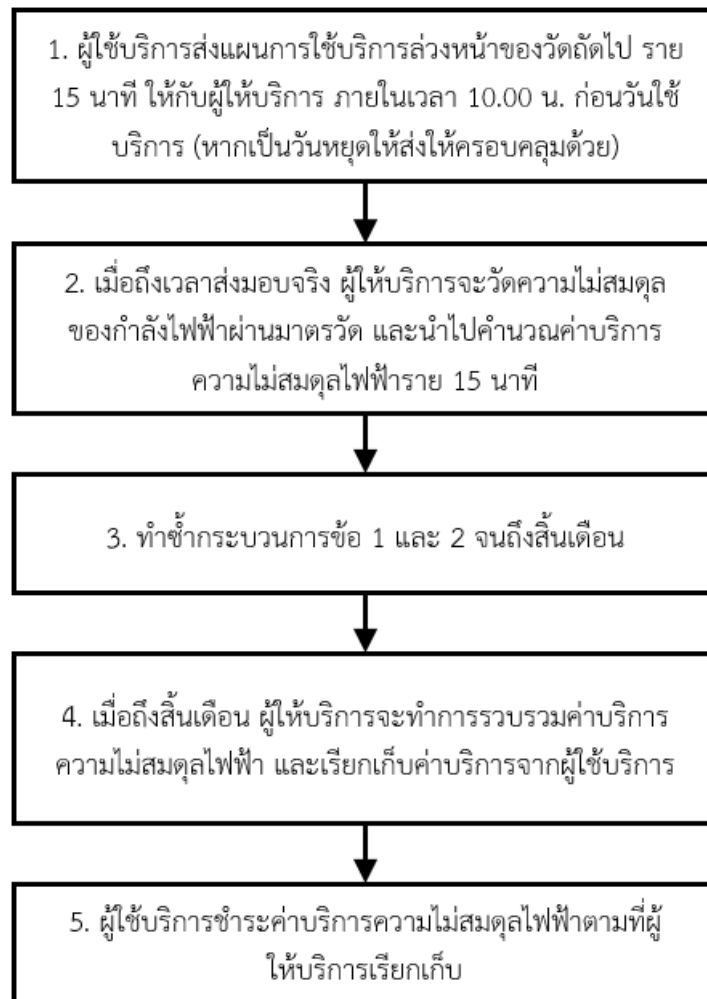 1. ผู้ใช้บริการส่งแผนการใช้บริการล่วงหน้าของวัดถัดไป ราย
15 นาที ให้กับผู้ให้บริการ ภายในเวลา 10.00 น. ก่อนวันใช้
บริการ (หากเป็นวันหยุดให้ส่งให้ครอบคลุมด้วย)
2. เมื่อถึงเวลาส่งมอบจริง ผู้ให้บริการจะวัดความไม่สมดุล
ของกำลังไฟฟ้าผ่านมาตรวัด และนำไปคำนวณค่าบริการ
ความไม่สมดุลไฟฟ้าราย 15 นาที
3. ทำซ้ำกระบวนการข้อ 1 และ 2 จนถึงสิ้นเดือน
4. เมื่อถึงสิ้นเดือน ผู้ให้บริการจะทำการรวบรวมค่าบริการ
ความไม่สมดุลไฟฟ้า และเรียกเก็บค่าบริการจากผู้ใช้บริการ
5. ผู้ใช้บริการชำระค่าบริการความไม่สมดุลไฟฟ้าตามที่ผู้
ให้บริการเรียกเก็บ